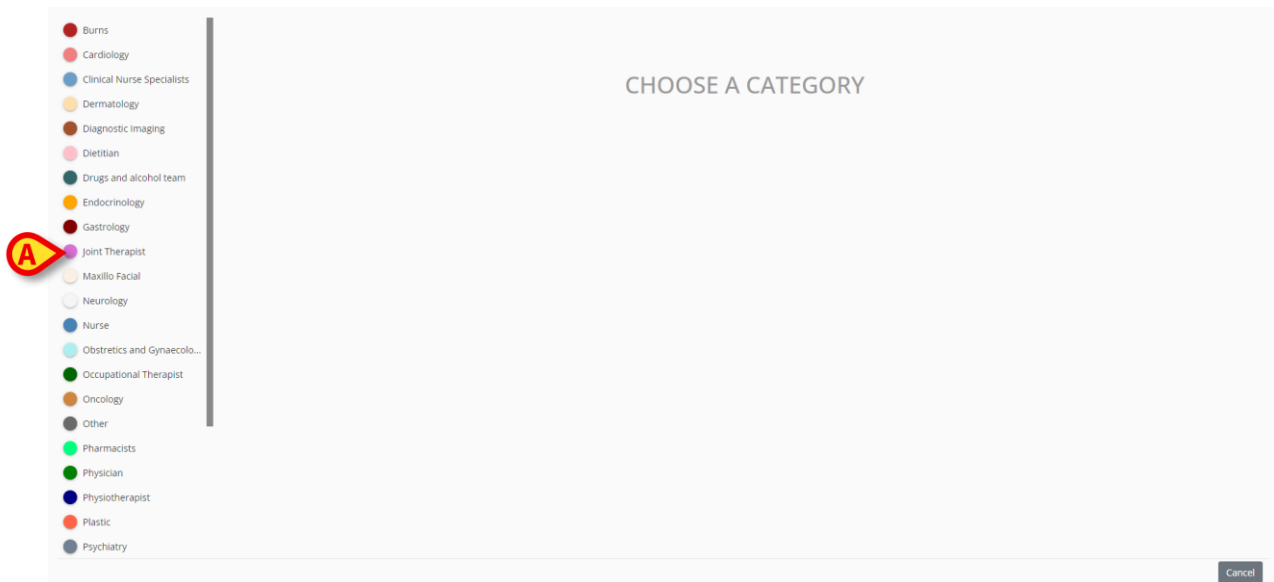 Burns
Cardiology
CHOOSE A CATEGORY
Clinical Nurse Specialists
Dermatology
Diagnostic Imaging
Dietitian
Drugs and alcohol team
Endocrinology
Gastrology
A
Joint Therapist
Maxillo Facial
Neurology
Nurse
Obstretics and Gynaecolo...
Occupational Therapist
Oncology
Other
Pharmacists
Physician
Physiotherapist
Plastic
Psychiatry
Cancel